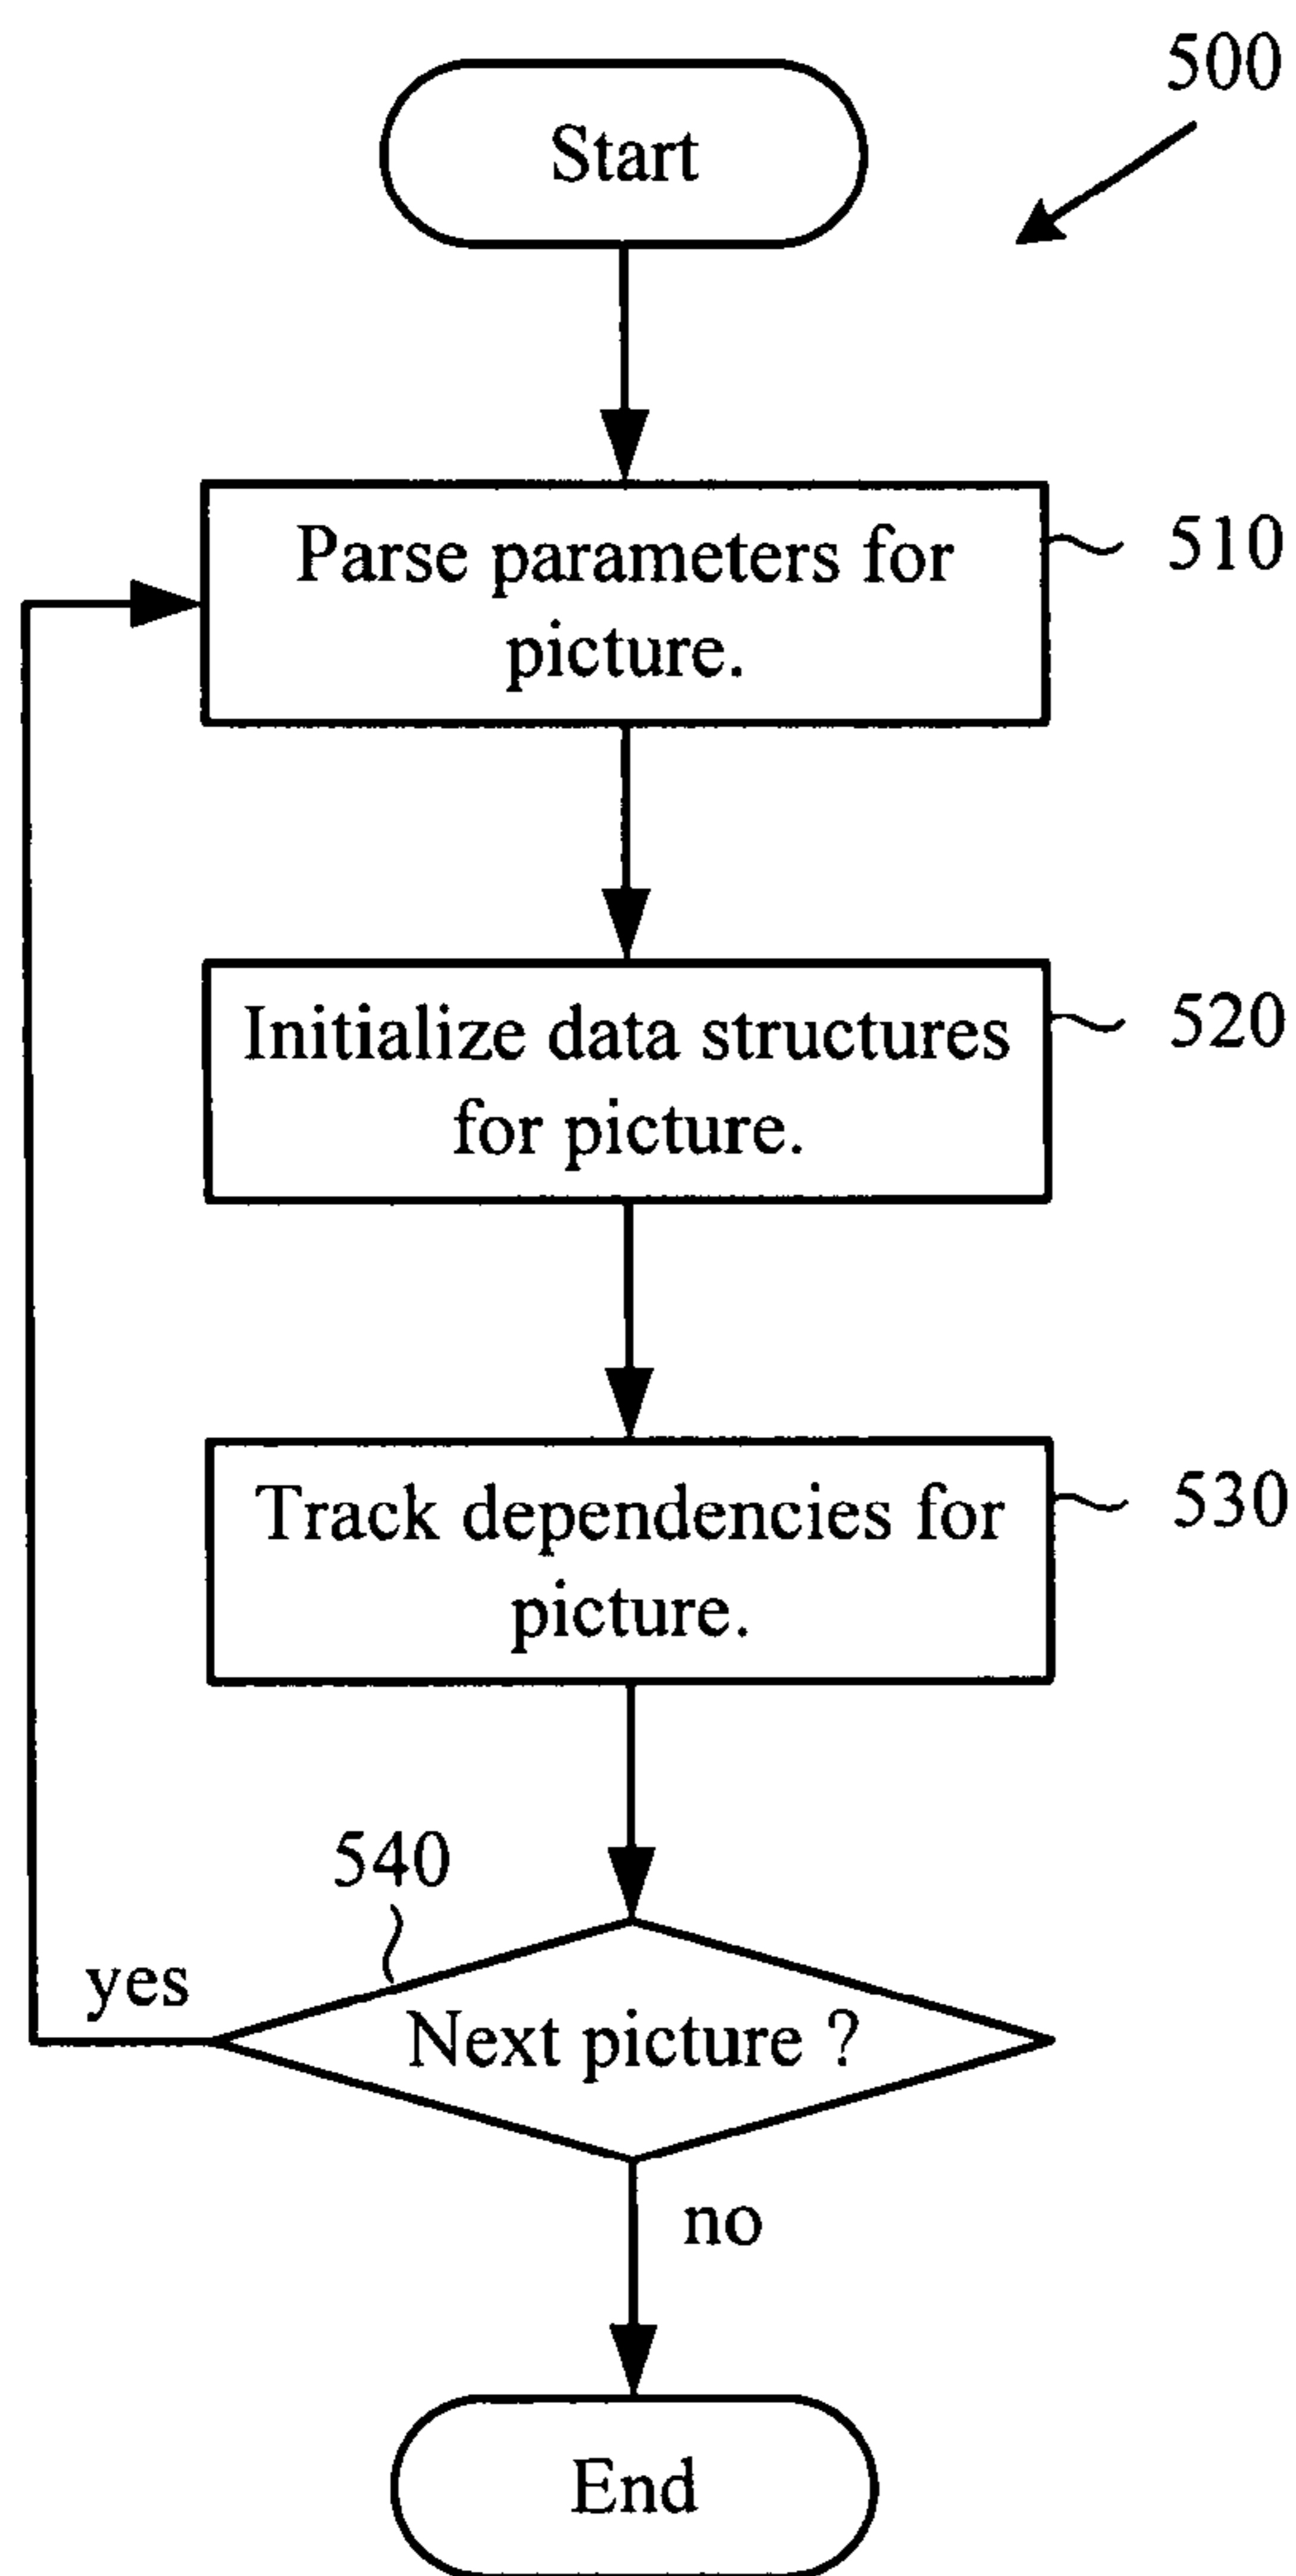 500
Start
Parse parameters for
picture.
510
Initialize data structures
for picture.
520
Track dependencies for
picture.
530
540
yes
Next picture ?
no
End